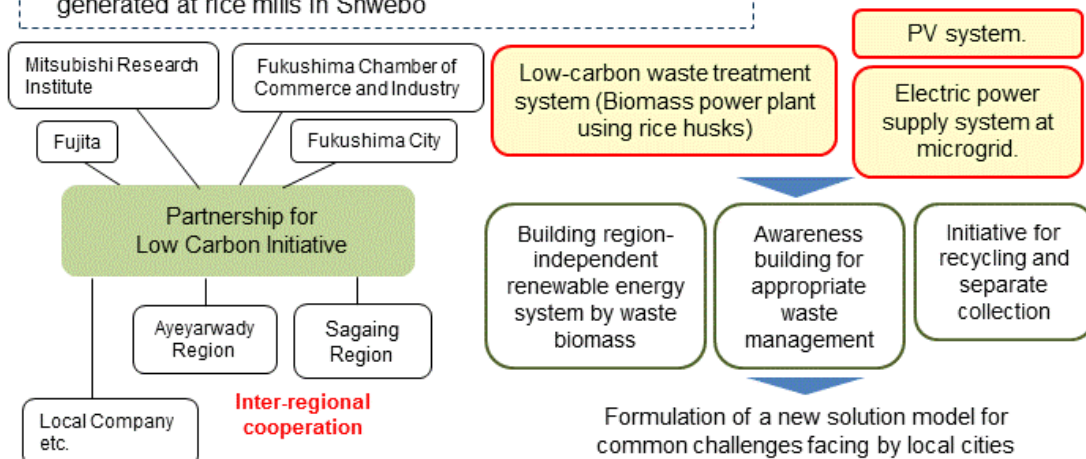 generated at rice mills in Shwebo
Mitsubishi Research
Institute
Fukushima Chamber of
Commerce and Industry
Fujita
Fukushima City
Partnership for
Low Carbon Initiative
Ayeyarwady
Region
Sagaing
Region
Local Company
etc.
Inter-regional
cooperation
Low-carbon waste treatment
system (Biomass power plant
using rice husks)
PV system.
Electric power
supply system at
microgrid.
Building region-
independent
renewable energy
system by waste
biomass
Awareness
building for
appropriate
waste
management
Initiative for
recycling and
separate
collection
Formulation of a new solution model for
common challenges facing by local cities